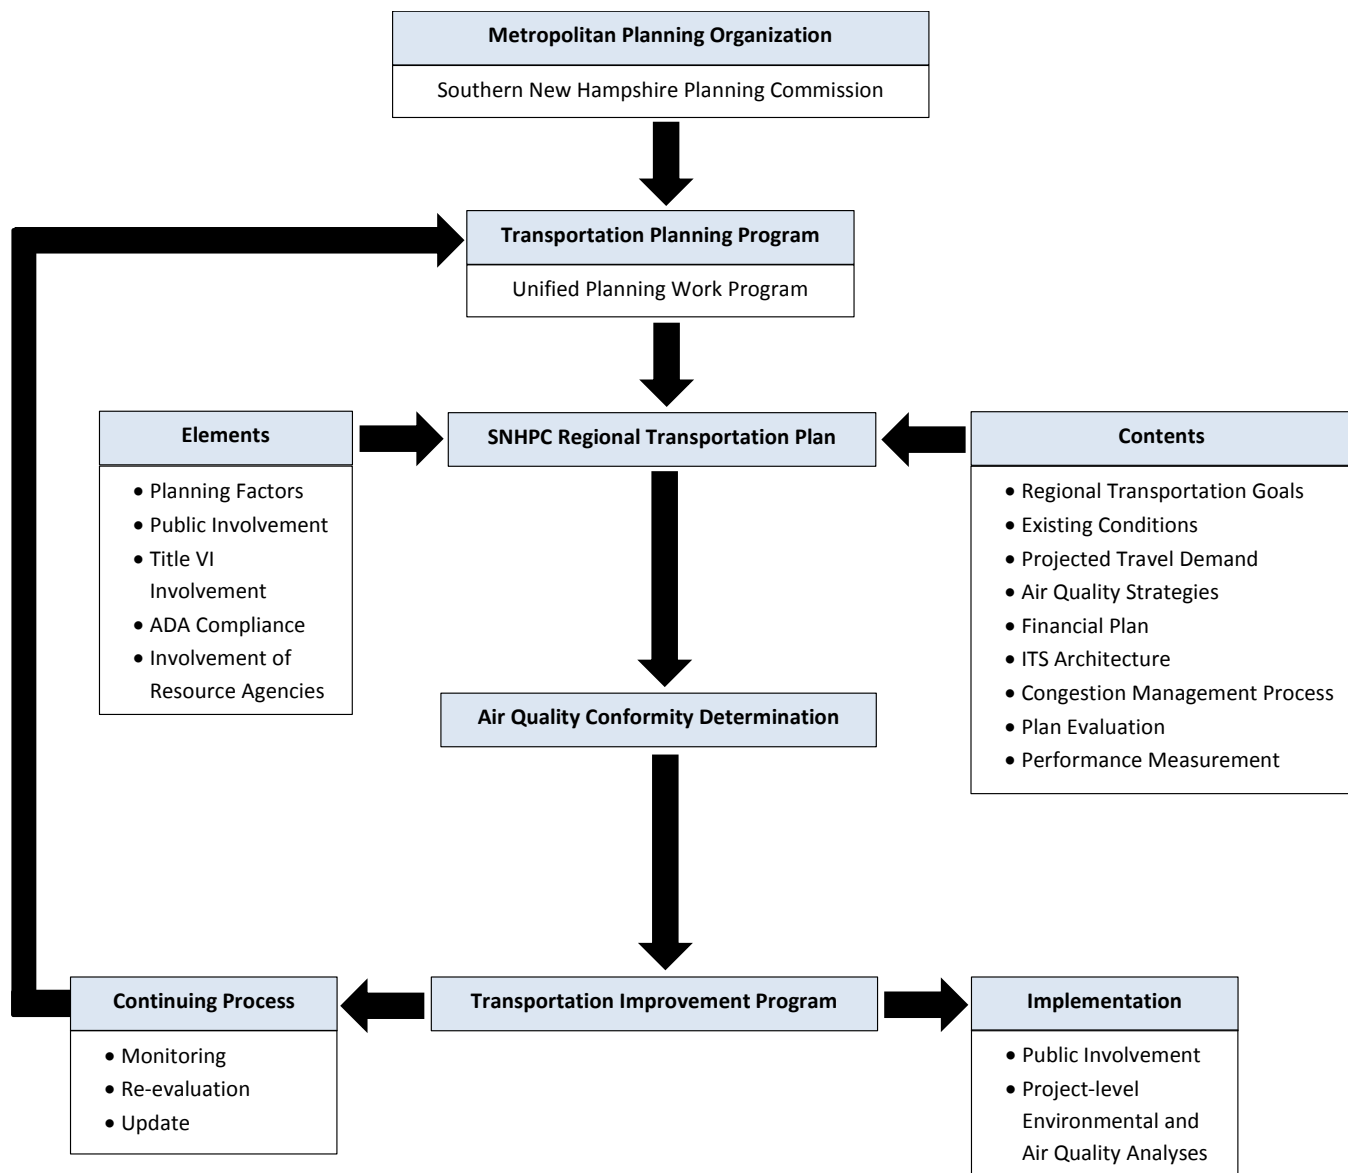 Metropolitan Planning Organization
Southern New Hampshire Planning Commission
Transportation Planning Program
Unified Planning Work Program
Elements
• Planning Factors
• Public Involvement
• Title VI
Involvement
• ADA Compliance
• Involvement of
Resource Agencies
SNHPC Regional Transportation Plan
Contents
• Regional Transportation Goals
• Existing Conditions
• Projected Travel Demand
• Air Quality Strategies
• Financial Plan
• ITS Architecture
• Congestion Management Process
• Plan Evaluation
• Performance Measurement
Air Quality Conformity Determination
Continuing Process
• Monitoring
• Re-evaluation
• Update
Transportation Improvement Program
Implementation
• Public Involvement
• Project-level
Environmental and
Air Quality Analyses